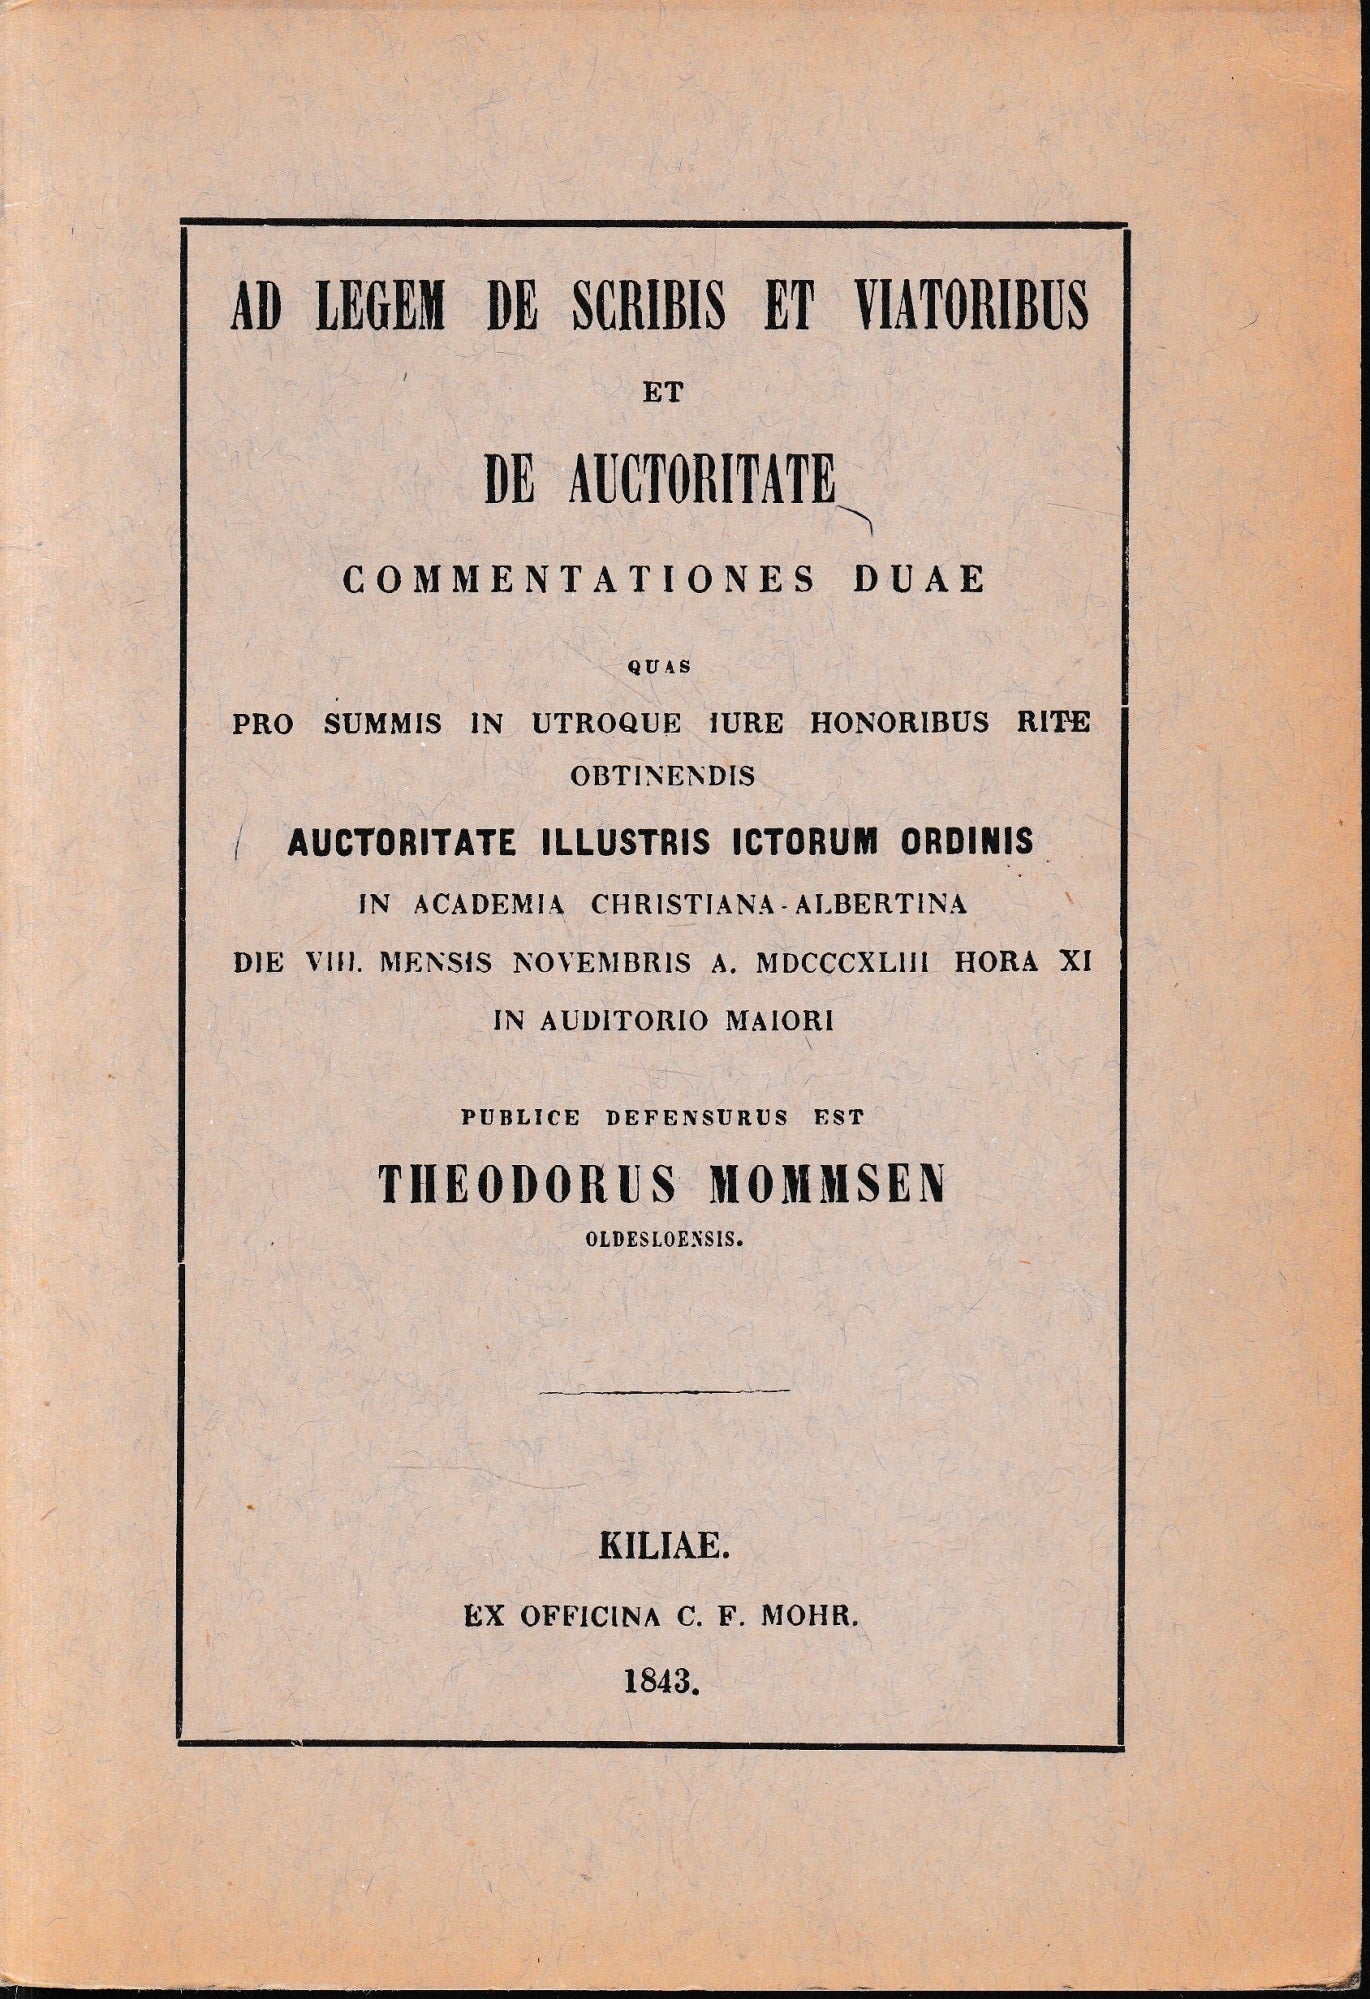 AD LEGEM DE SCRIBIS ET VIATORIBUS
ET
DE AUCTORITATE
COMMENTATIONES DUAE
QUAS
PRO SUMMIS IN UTROQUE IURE HONORIBUS RITE
OBTINENDIS
AUCTORITATE ILLUSTRIS ICTORUM ORDINIS
IN ACADEMIA CHRISTIANA-ALBERTINA
DIE VIII. MENSIS NOVEMBRIS A. MDCCCXLIII HORA XI
IN AUDITORIO MAIORI
PUBLICE DEFENSURUS EST
THEODORUS MOMMSEN
OLDESLOENSIS.
KILIAE.
EX OFFICINA C. F. MOHR.
1843.